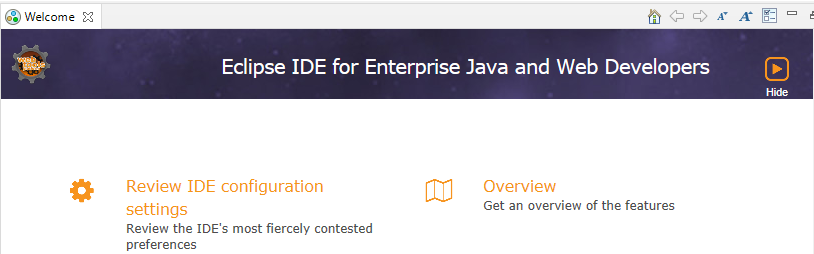 Welcome
Eclipse IDE for Enterprise Java and Web Developers
Hide
Review IDE configuration
settings
Review the IDE's most fiercely contested
preferences
Overview
Get an overview of the features